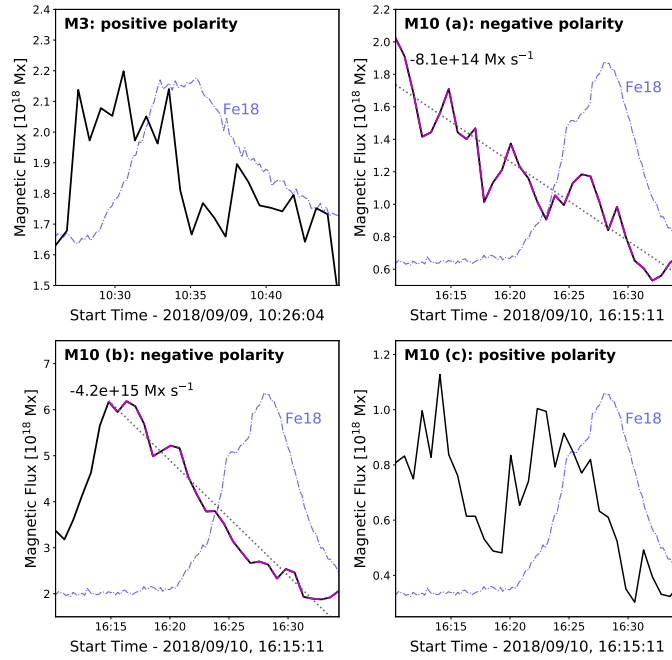 M3: positive polarity
Fe18
Magnetic Flux [10^18 Mx]
2.4
2.3
2.2
2.1
2.0
1.9
1.8
1.7
1.6
1.5
10:30 10:35 10:40
Start Time - 2018/09/09, 10:26:04
M10 (a): negative polarity
-8.1e+14 Mx s^−1
Fe18
Magnetic Flux [10^18 Mx]
2.2
2.0
1.8
1.6
1.4
1.2
1.0
0.8
0.6
16:15 16:20 16:25 16:30
Start Time - 2018/09/10, 16:15:11
M10 (b): negative polarity
-4.2e+15 Mx s^−1
Fe18
Magnetic Flux [10^18 Mx]
7
6
5
4
3
2
16:15 16:20 16:25 16:30
Start Time - 2018/09/10, 16:15:11
M10 (c): positive polarity
Fe18
Magnetic Flux [10^18 Mx]
1.2
1.0
0.8
0.6
0.4
16:15 16:20 16:25 16:30
Start Time - 2018/09/10, 16:15:11